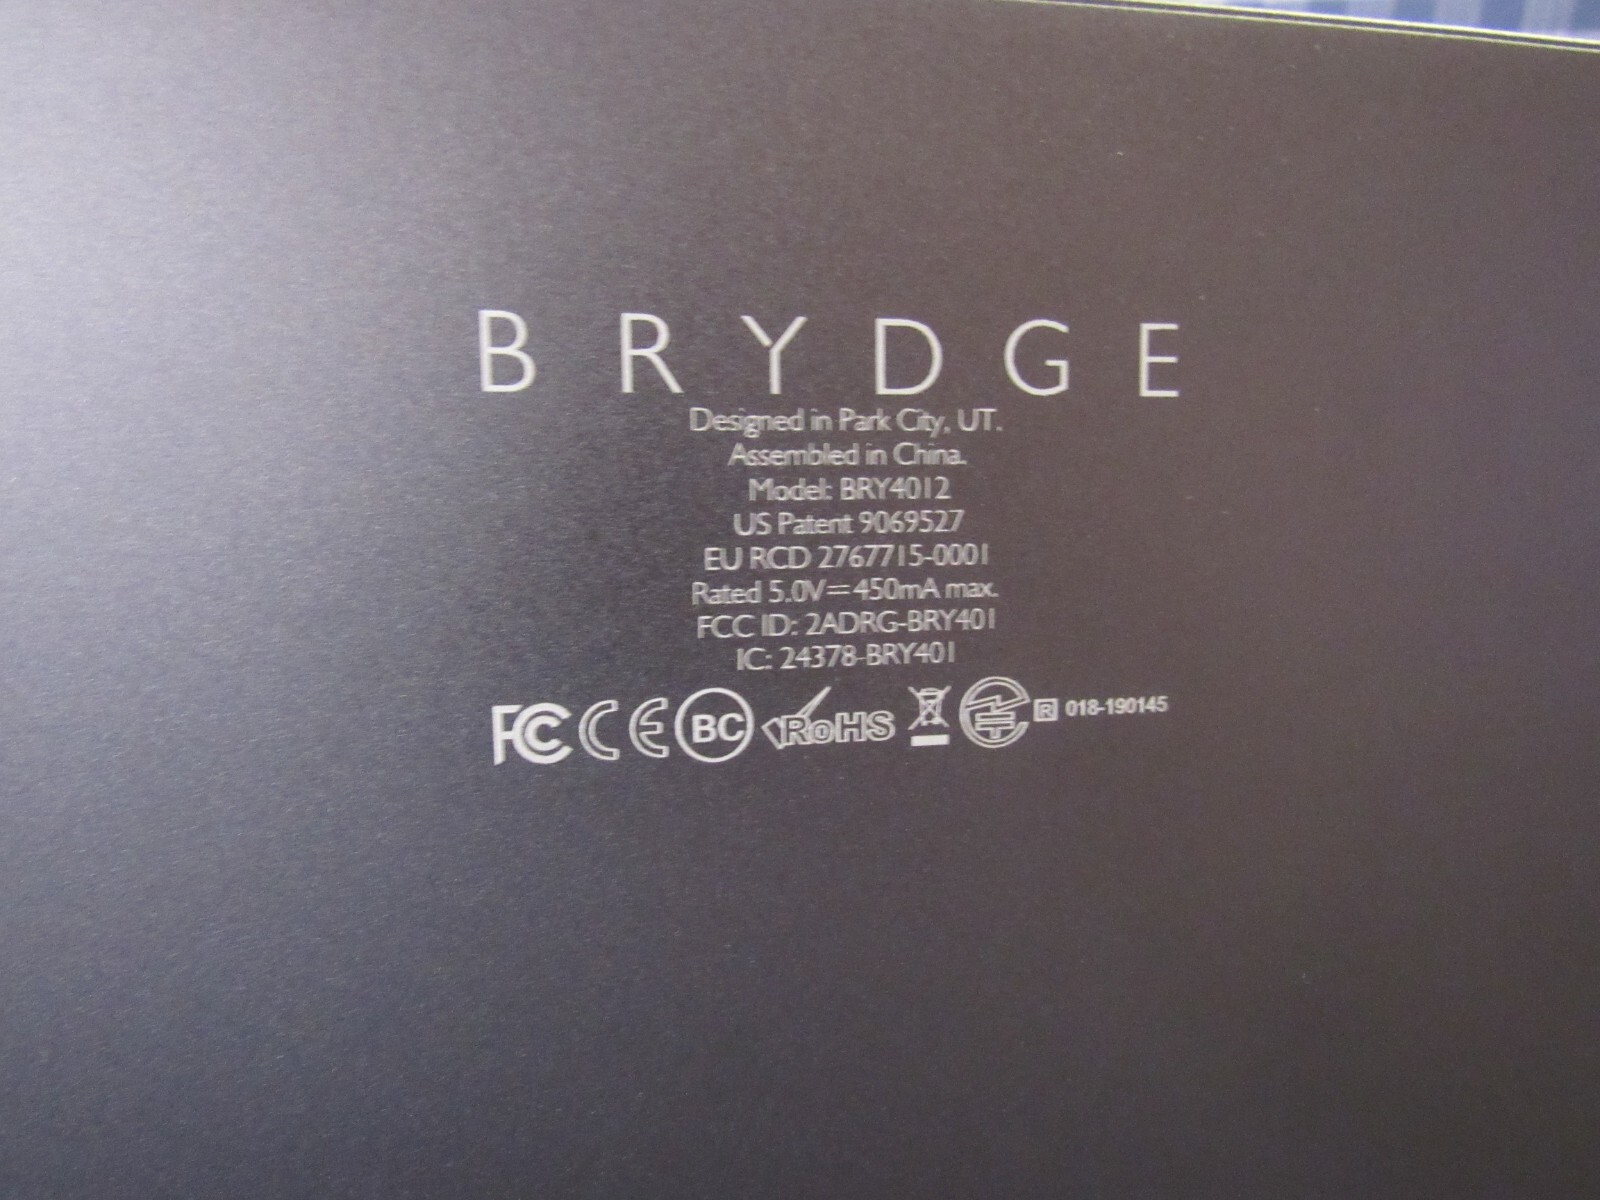 BRYDGE
Designed in Park City, UT.
Assembled in China.
Model: BRY4012
US Patent 9069527
EU RCD 2767715-0001
Rated 5.0V⎓450mA max.
FCC ID: 2ADRG-BRY401
IC: 24378-BRY401
FC CE BC RoHS R 018-190145